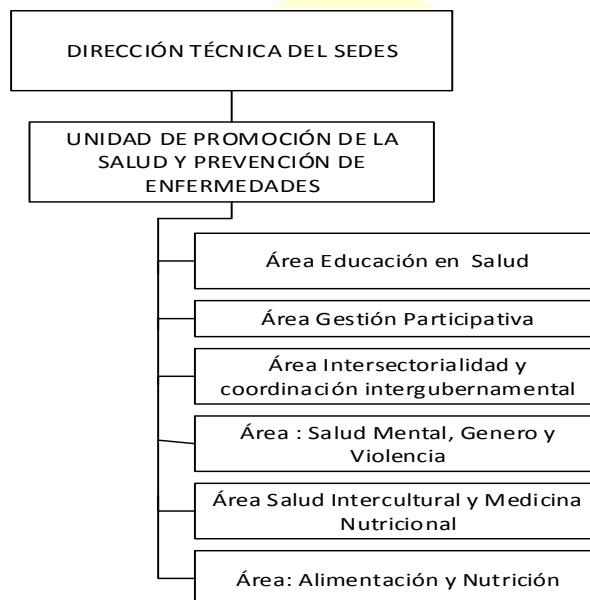 DIRECCIÓN TÉCNICA DEL SEDES
UNIDAD DE PROMOCIÓN DE LA
SALUD Y PREVENCIÓN DE
ENFERMEDADES
Área Educación en Salud
Área Gestión Participativa
Área Intersectorialidad y
coordinación intergubernamental
Área : Salud Mental, Genero y
Violencia
Área Salud Intercultural y Medicina
Nutricional
Área: Alimentación y Nutrición